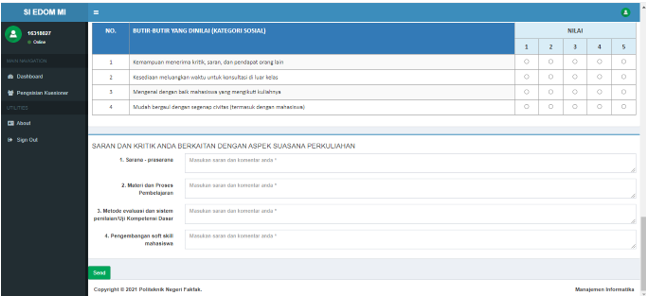 SI EDOM MI
15318027
Online
MAIN NAVIGATION
Dashboard
Pengisian Kuesioner
UTILITIES
About
Sign Out
NO. BUTIR-BUTIR YANG DINILAI (KATEGORI SOSIAL) NILAI
1 2 3 4 5
1 Kemampuan menerima kritik, saran, dan pendapat orang lain
2 Kesediaan meluangkan waktu untuk konsultasi di luar kelas
3 Mengenal dengan baik mahasiswa yang mengikuti kuliahnya
4 Mudah bergaul dengan segenap civitas (termasuk dengan mahasiswa)
SARAN DAN KRITIK ANDA BERKAITAN DENGAN ASPEK SUASANA PERKULIAHAN
1. Sarana - prasarana Masukan saran dan komentar anda *
2. Materi dan Proses
Pembelajaran
Masukan saran dan komentar anda *
3. Metode evaluasi dan sistem
penilaian/Uji Kompetensi Dasar
Masukan saran dan komentar anda *
4. Pengembangan soft skill
mahasiswa
Masukan saran dan komentar anda *
Send
Copyright © 2021 Politeknik Negeri Fakfak. Manajemen Informatika